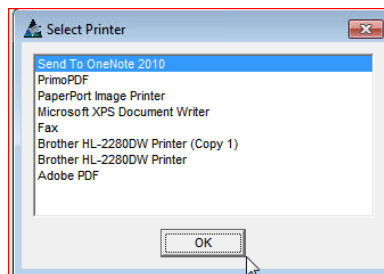 Select Printer
Send To OneNote 2010
PrimoPDF
PaperPort Image Printer
Microsoft XPS Document Writer
Fax
Brother HL-2280DW Printer (Copy 1)
Brother HL-2280DW Printer
Adobe PDF
OK